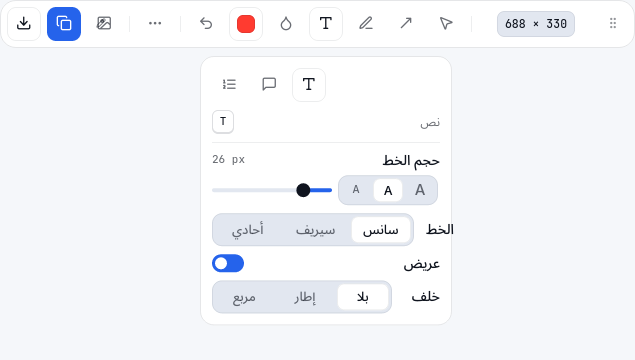 688 × 330
نص T
حجم الخط 26 px
A A A
الخط سانس سيريف أحادي
عريض
خلف بلا إطار مربع